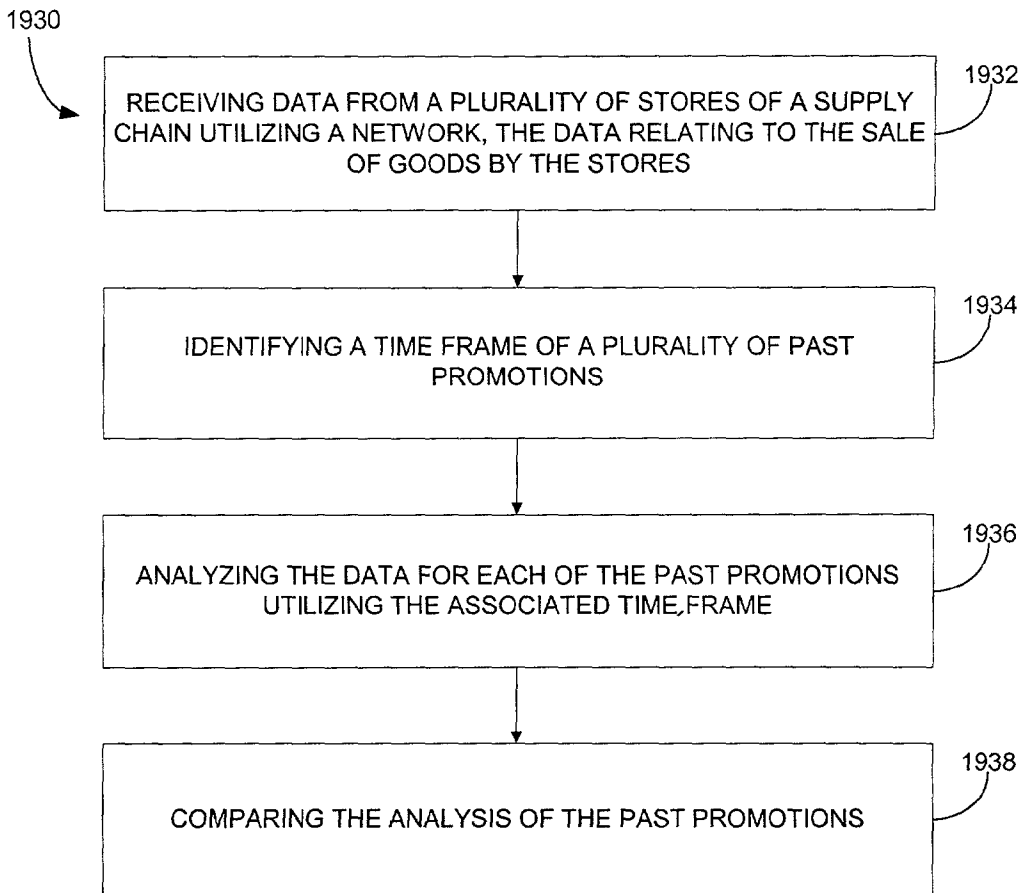 1930
1932
RECEIVING DATA FROM A PLURALITY OF STORES OF A SUPPLY
CHAIN UTILIZING A NETWORK, THE DATA RELATING TO THE SALE
OF GOODS BY THE STORES
1934
IDENTIFYING A TIME FRAME OF A PLURALITY OF PAST
PROMOTIONS
1936
ANALYZING THE DATA FOR EACH OF THE PAST PROMOTIONS
UTILIZING THE ASSOCIATED TIME FRAME
1938
COMPARING THE ANALYSIS OF THE PAST PROMOTIONS